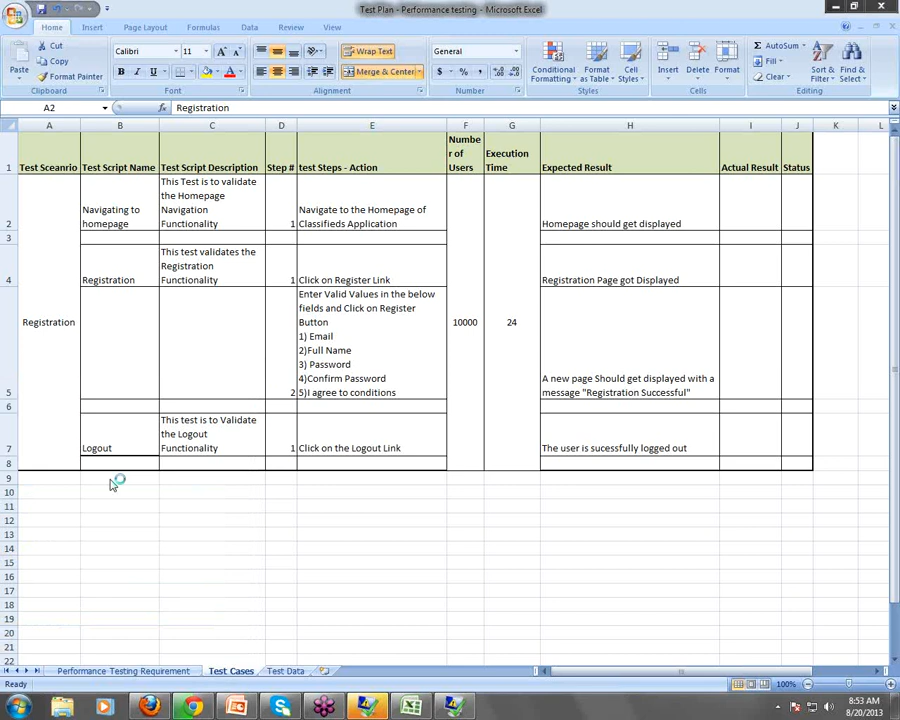 Test Plan - Performance testing - Microsoft Excel
Home Insert Page Layout Formulas Data Review View
Cut
Copy
Format Painter
Paste
Clipboard
Calibri 11
B I U
Font
Wrap Text
Merge & Center
Alignment
General
$ % ,
Number
Conditional Formatting
Format as Table
Cell Styles
Styles
Insert Delete Format
Cells
AutoSum
Fill
Clear
Sort & Filter
Find & Select
Editing
A2 fx Registration
A B C D E F G H I J K L
1 Test Sceanrio Test Script Name Test Script Description Step # test Steps - Action Numbe r of Users Execution Time Expected Result Actual Result Status
2 Navigating to homepage This Test is to validate the Homepage Navigation Functionality 1 Navigate to the Homepage of Classifieds Application Homepage should get displayed
3
4 Registration This test validates the Registration Functionality 1 Click on Register Link Registration Page got Displayed
Registration
5 2 Enter Valid Values in the below fields and Click on Register Button
1) Email
2)Full Name
3) Password
4)Confirm Password
5)I agree to conditions
10000 24
A new page Should get displayed with a message "Registration Successful"
6
7 Logout This test is to Validate the Logout Functionality 1 Click on the Logout Link The user is sucessfully logged out
8
9
10
11
12
13
14
15
16
17
18
19
20
21
22
Performance Testing Requirement Test Cases Test Data
Ready 100%
8:53 AM
8/20/2013